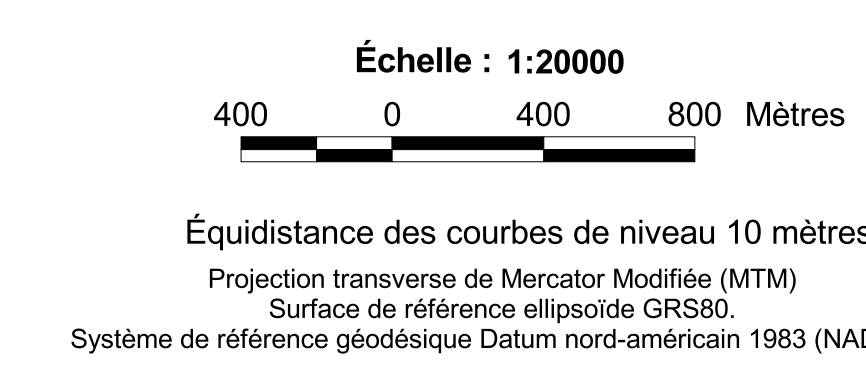 Échelle : 1:20000
400 0 400 800 Mètres
Équidistance des courbes de niveau 10 mètres
Projection transverse de Mercator Modifiée (MTM)
Surface de référence ellipsoïde GRS80.
Système de référence géodésique Datum nord-américain 1983 (NAD